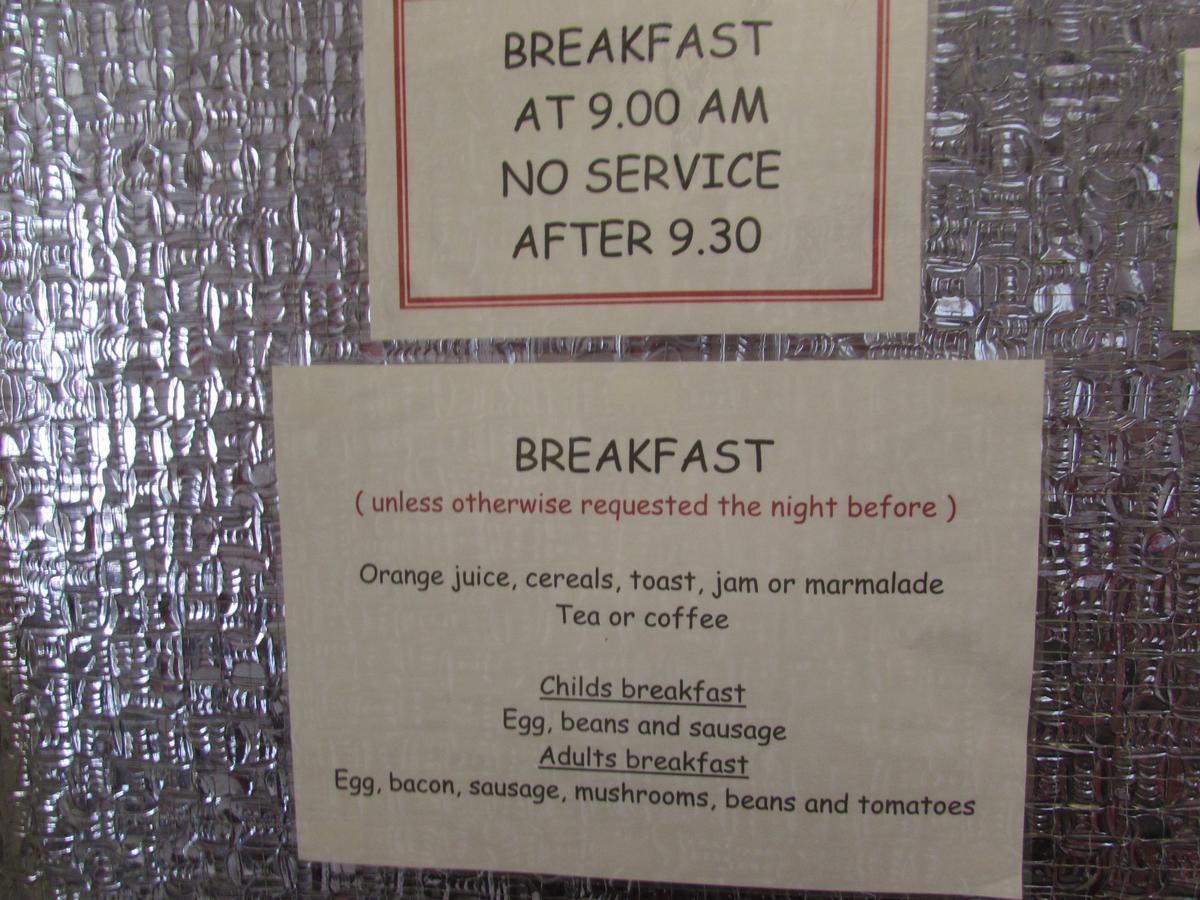 BREAKFAST
AT 9.00 AM
NO SERVICE
AFTER 9.30
BREAKFAST
( unless otherwise requested the night before )
Orange juice, cereals, toast, jam or marmalade
Tea or coffee
Childs breakfast
Egg, beans and sausage
Adults breakfast
Egg, bacon, sausage, mushrooms, beans and tomatoes